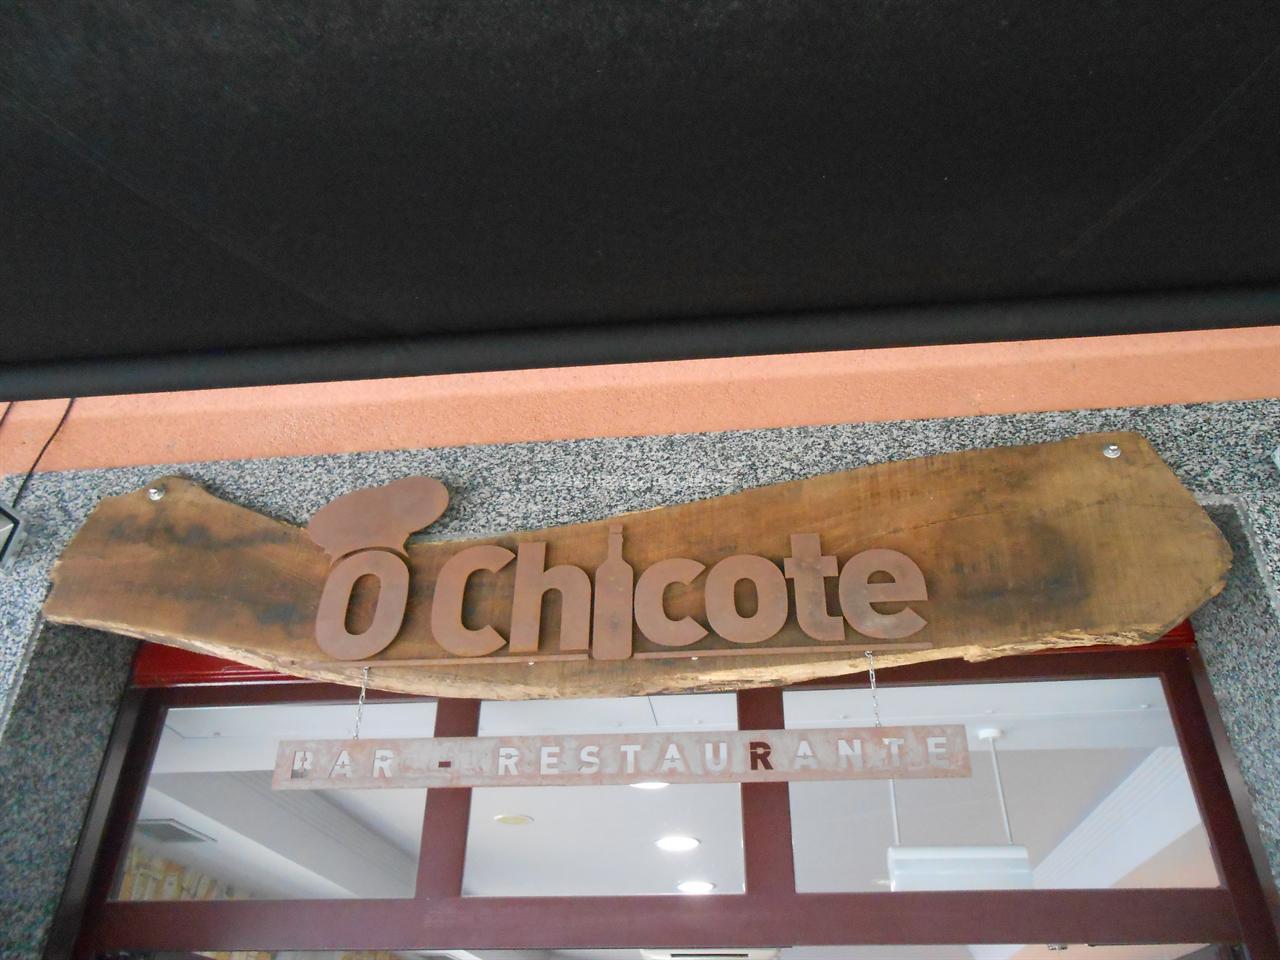 O Chicote
BAR - RESTAURANTE